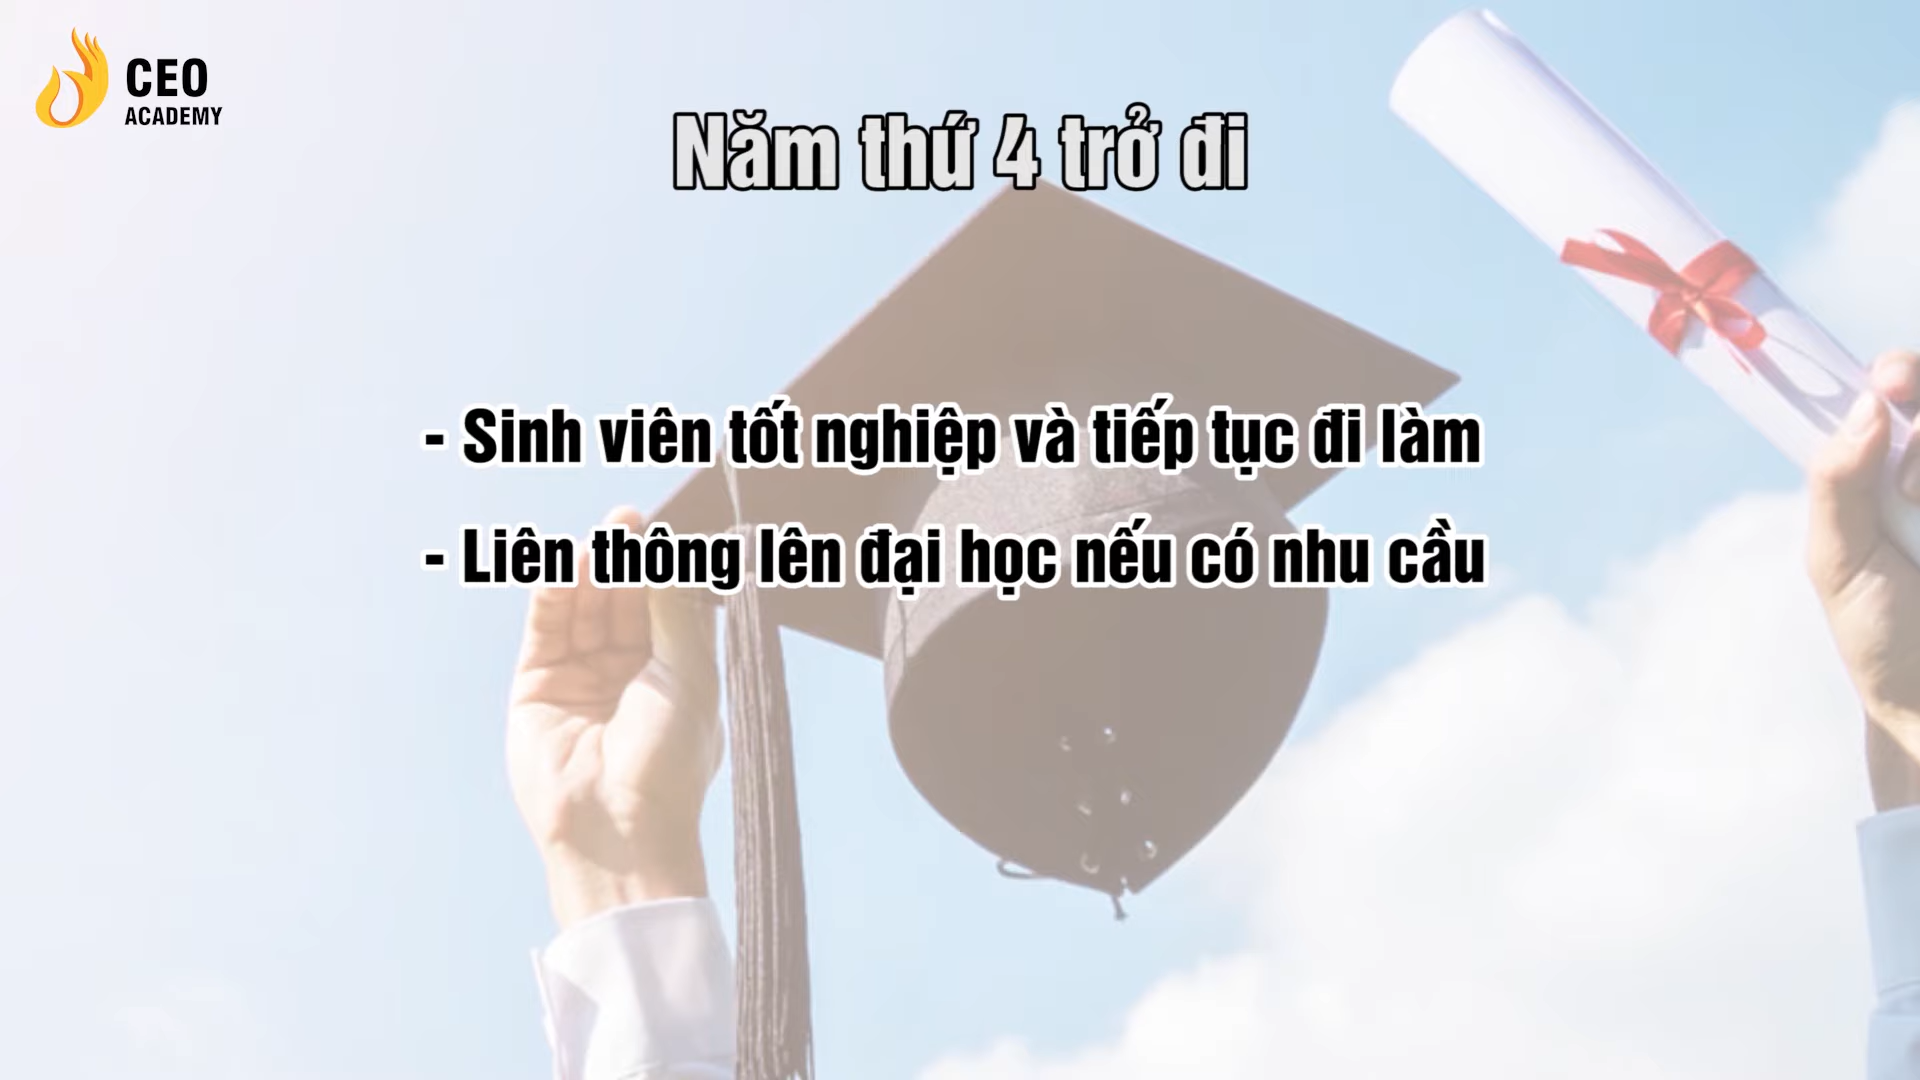 CEO
ACADEMY
Năm thứ 4 trở đi
- Sinh viên tốt nghiệp và tiếp tục đi làm
- Liên thông lên đại học nếu có nhu cầu